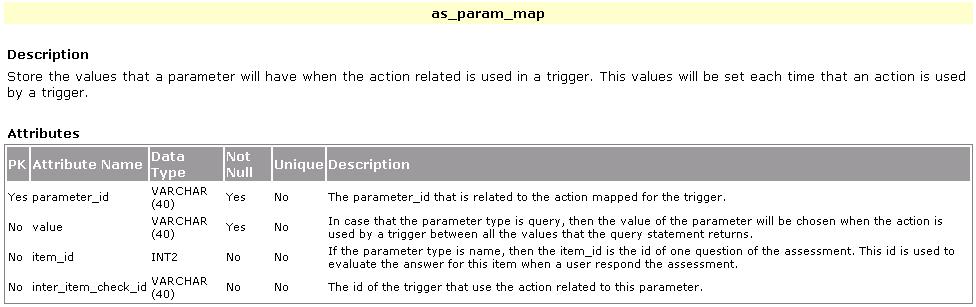 as_param_map
Description
Store the values that a parameter will have when the action related is used in a trigger. This values will be set each time that an action is used
by a trigger.
Attributes
PK Attribute Name Data Type Not Null Unique Description
Yes parameter_id VARCHAR (40) Yes No The parameter_id that is related to the action mapped for the trigger.
No value VARCHAR (40) Yes No In case that the parameter type is query, then the value of the parameter will be chosen when the action is
used by a trigger between all the values that the query statement returns.
No item_id INT2 No No If the parameter type is name, then the item_id is the id of one question of the assessment. This id is used to
evaluate the answer for this item when a user respond the assessment.
No inter_item_check_id VARCHAR (40) No No The id of the trigger that use the action related to this parameter.